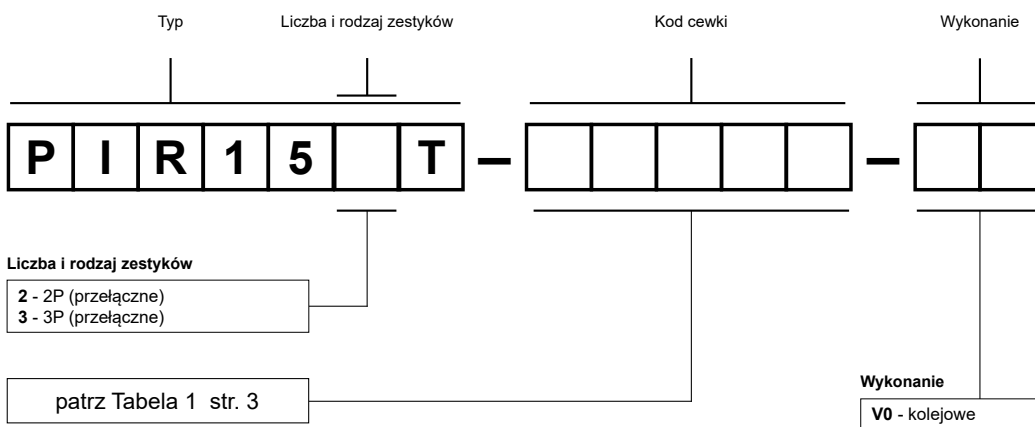 Typ Liczba i rodzaj zestyków Kod cewki Wykonanie
P I R 1 5 T – –
Liczba i rodzaj zestyków
2 - 2P (przełączne)
3 - 3P (przełączne)
patrz Tabela 1 str. 3
Wykonanie
V0 - kolejowe